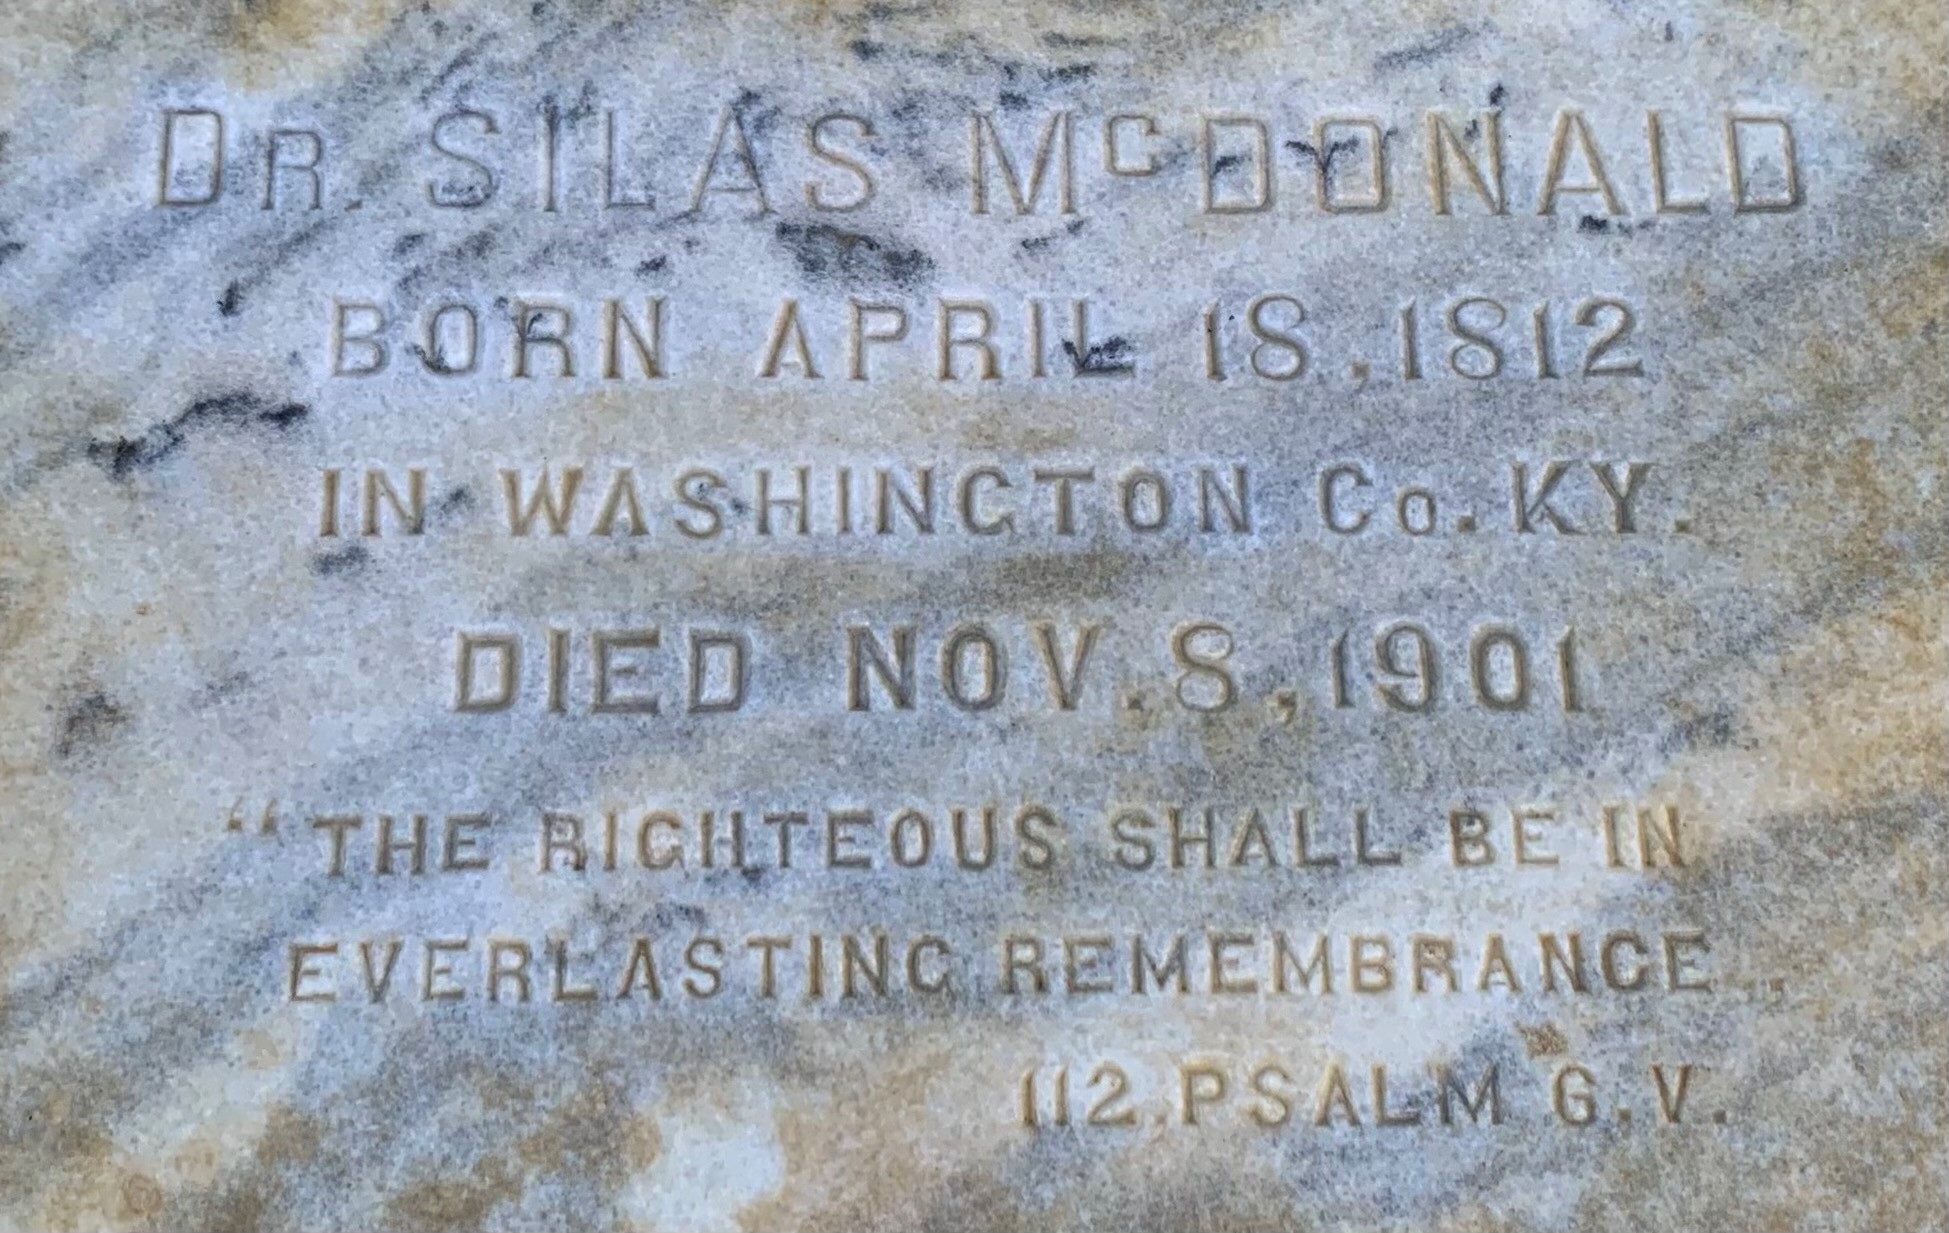 DR. SILAS McDONALD
BORN APRIL 18, 1812
IN WASHINGTON Co. KY.
DIED NOV. 8, 1901
“THE RIGHTEOUS SHALL BE IN
EVERLASTING REMEMBRANCE„
112, PSALM 6. V.